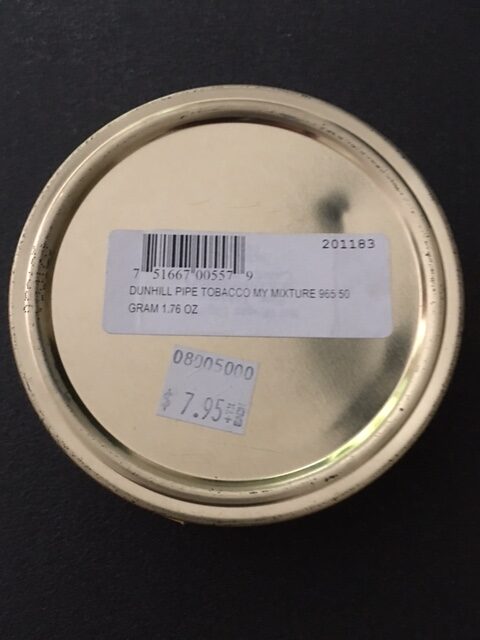 201183
7 51667 00557 9
DUNHILL PIPE TOBACCO MY MIXTURE 965 50
GRAM 1.76 OZ
08005000
$ 7.95